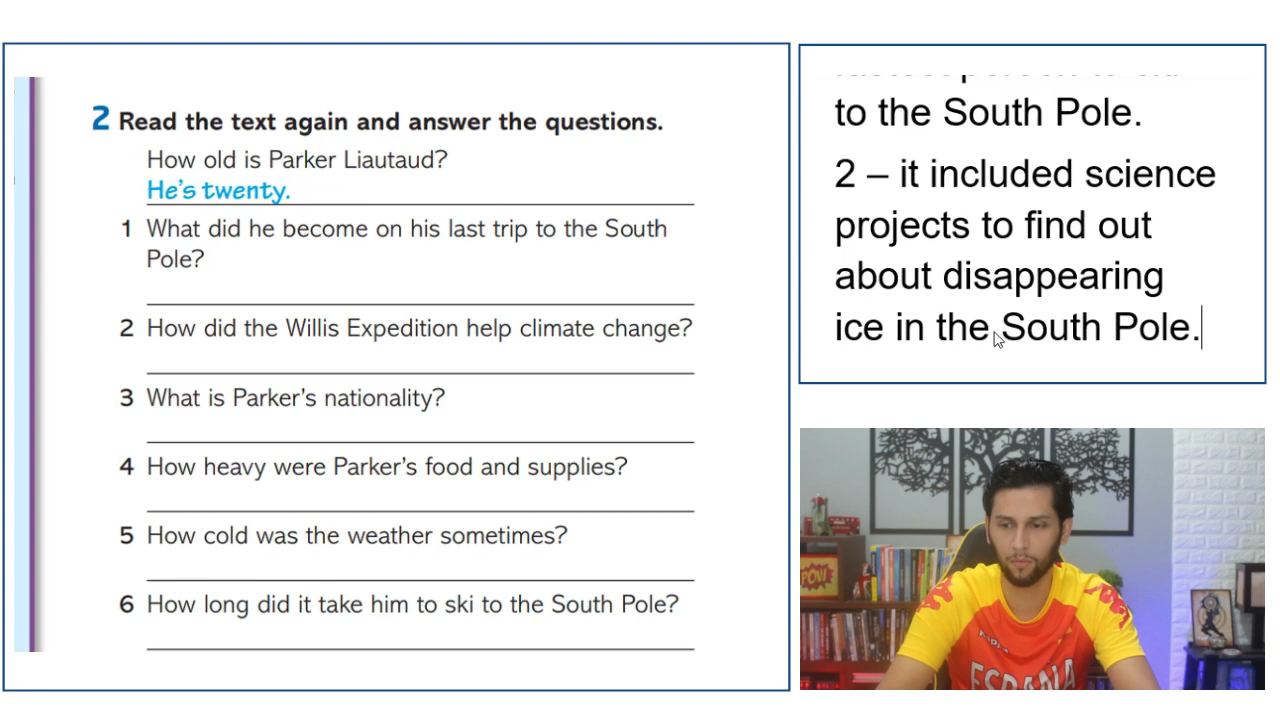 2 Read the text again and answer the questions.
How old is Parker Liautaud?
He's twenty.
1 What did he become on his last trip to the South
Pole?
2 How did the Willis Expedition help climate change?
3 What is Parker's nationality?
4 How heavy were Parker's food and supplies?
5 How cold was the weather sometimes?
6 How long did it take him to ski to the South Pole?
to the South Pole.
2 – it included science
projects to find out
about disappearing
ice in the South Pole.
POW!
ESPAÑA